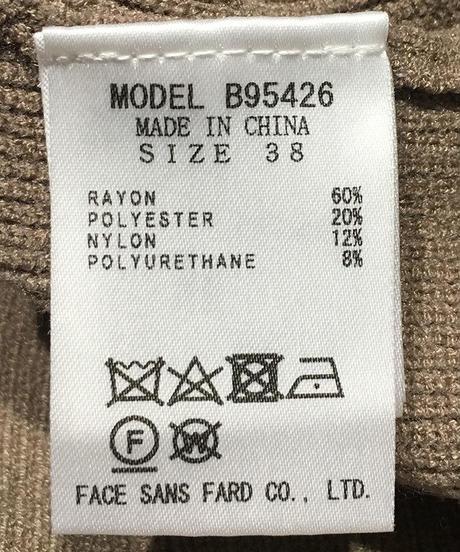 MODEL B95426
MADE IN CHINA
SIZE 38
RAYON 60%
POLYESTER 20%
NYLON 12%
POLYURETHANE 8%
F W
FACE SANS FARD CO., LTD.